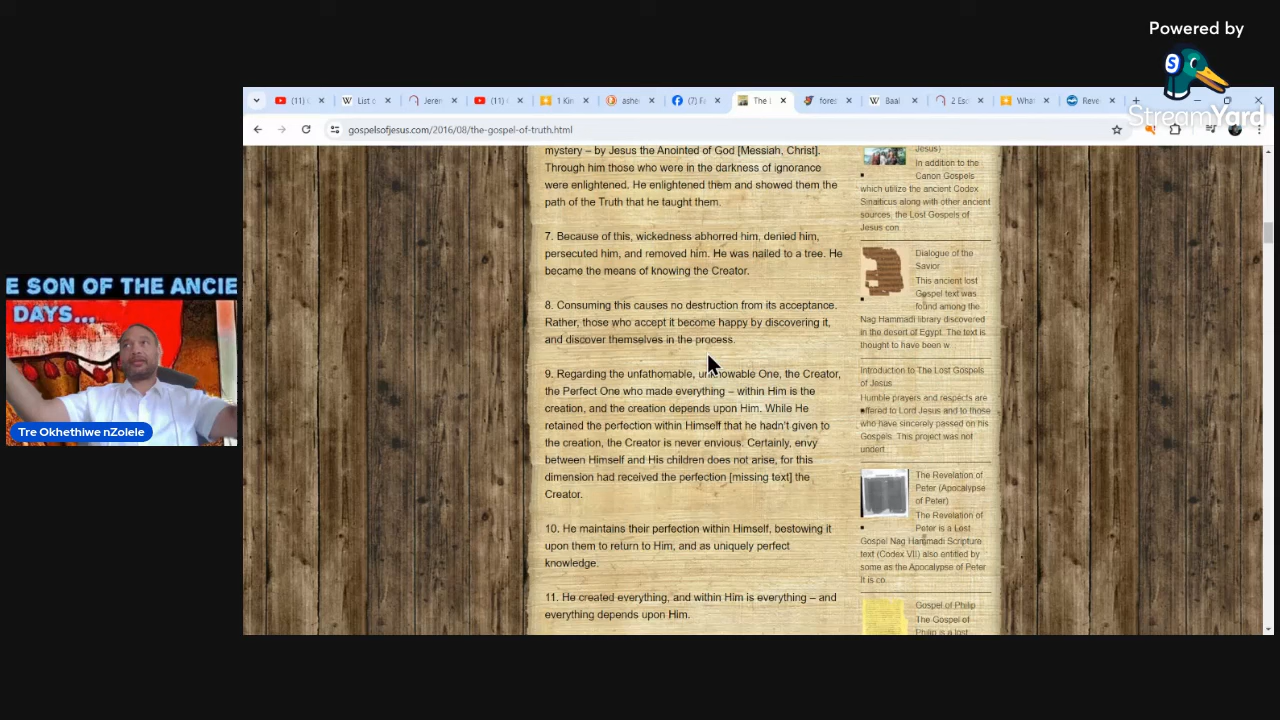 Powered by
S
StreamYard
(11)
List o
Jerem
(11)
1 Kin
ashe
(7) F
The
fores
Baal
2 Es
What
Reve
gospelsofjesus.com/2016/08/the-gospel-of-truth.html
mystery – by Jesus the Anointed of God [Messiah, Christ].
Through him those who were in the darkness of ignorance
were enlightened. He enlightened them and showed them the
path of the Truth that he taught them.
7. Because of this, wickedness abhorred him, denied him,
persecuted him, and removed him. He was nailed to a tree. He
became the means of knowing the Creator.
8. Consuming this causes no destruction from its acceptance.
Rather, those who accept it become happy by discovering it,
and discover themselves in the process.
9. Regarding the unfathomable, unknowable One, the Creator,
the Perfect One who made everything – within Him is the
creation, and the creation depends upon Him. While He
retained the perfection within Himself that he hadn't given to
the creation, the Creator is never envious. Certainly, envy
between Himself and His children does not arise, for this
dimension had received the perfection [missing text] the
Creator.
10. He maintains their perfection within Himself, bestowing it
upon them to return to Him, and as uniquely perfect
knowledge.
11. He created everything, and within Him is everything – and
everything depends upon Him.
Jesus)
In addition to the
Canon Gospels
which utilize the ancient Codex
Sinaiticus along with other ancient
sources, the Lost Gospels of
Jesus con
Dialogue of the
Savior
This ancient lost
Gospel text was
found among the
Nag Hammadi library discovered
in the desert of Egypt. The text is
thought to have been w...
Introduction to The Lost Gospels
of Jesus
Humble prayers and respects are
offered to Lord Jesus and to those
who have sincerely passed on his
Gospels. This project was not
undert
The Revelation of
Peter (Apocalypse
of Peter)
The Revelation of
Peter is a Lost
Gospel Nag Hammadi Scripture
text (Codex VII) also entitled by
some as the Apocalypse of Peter
It is co
Gospel of Philip
The Gospel of
Philip is a lost
E SON OF THE ANCIE
DAYS...
Tre Okhethiwe nZolele